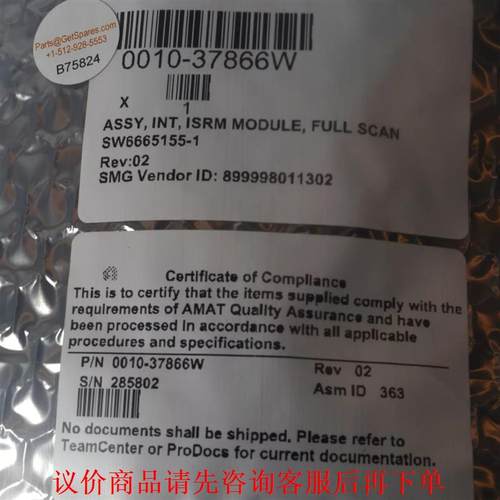 Parts@GetSpares.com
+1-512-928-5553
B75824
0010-37866W
X 1
ASSY, INT, ISRM MODULE, FULL SCAN
SW6665155-1
Rev:02
SMG Vendor ID: 899998011302
Certificate of Compliance
This is to certify that the items supplied comply with the
requirements of AMAT Quality Assurance and have
been processed in accordance with all applicable
procedures and specifications.
P/N 0010-37866W Rev 02
S/N 285802 Asm ID 363
No documents shall be shipped. Please refer to
TeamCenter or ProDocs for current documentation.
议价商品请先咨询客服后再下单